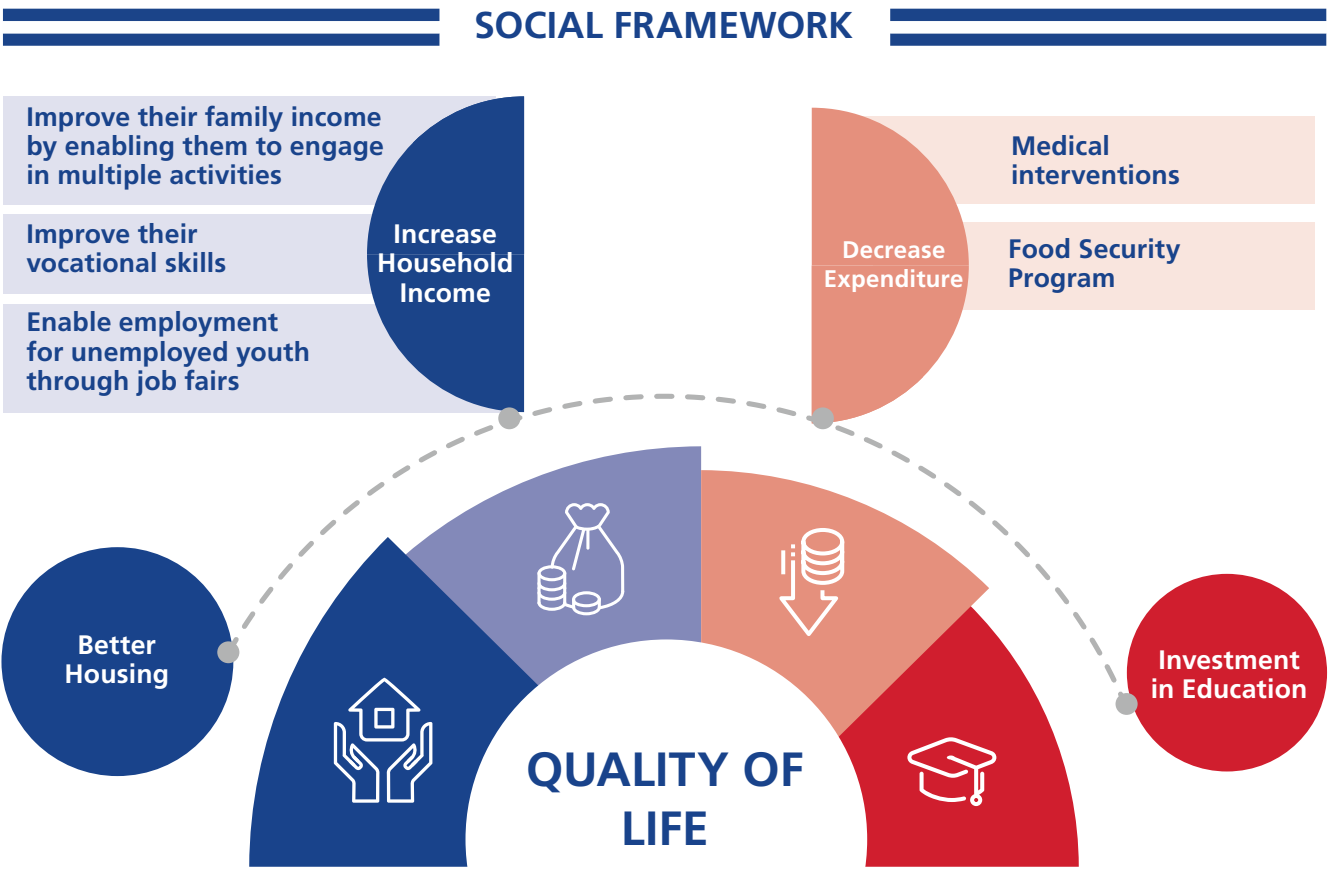 SOCIAL FRAMEWORK
Improve their family income
by enabling them to engage
in multiple activities
Improve their
vocational skills
Enable employment
for unemployed youth
through job fairs
Increase
Household
Income
Decrease
Expenditure
Medical
interventions
Food Security
Program
Better
Housing
Investment
in Education
QUALITY OF
LIFE